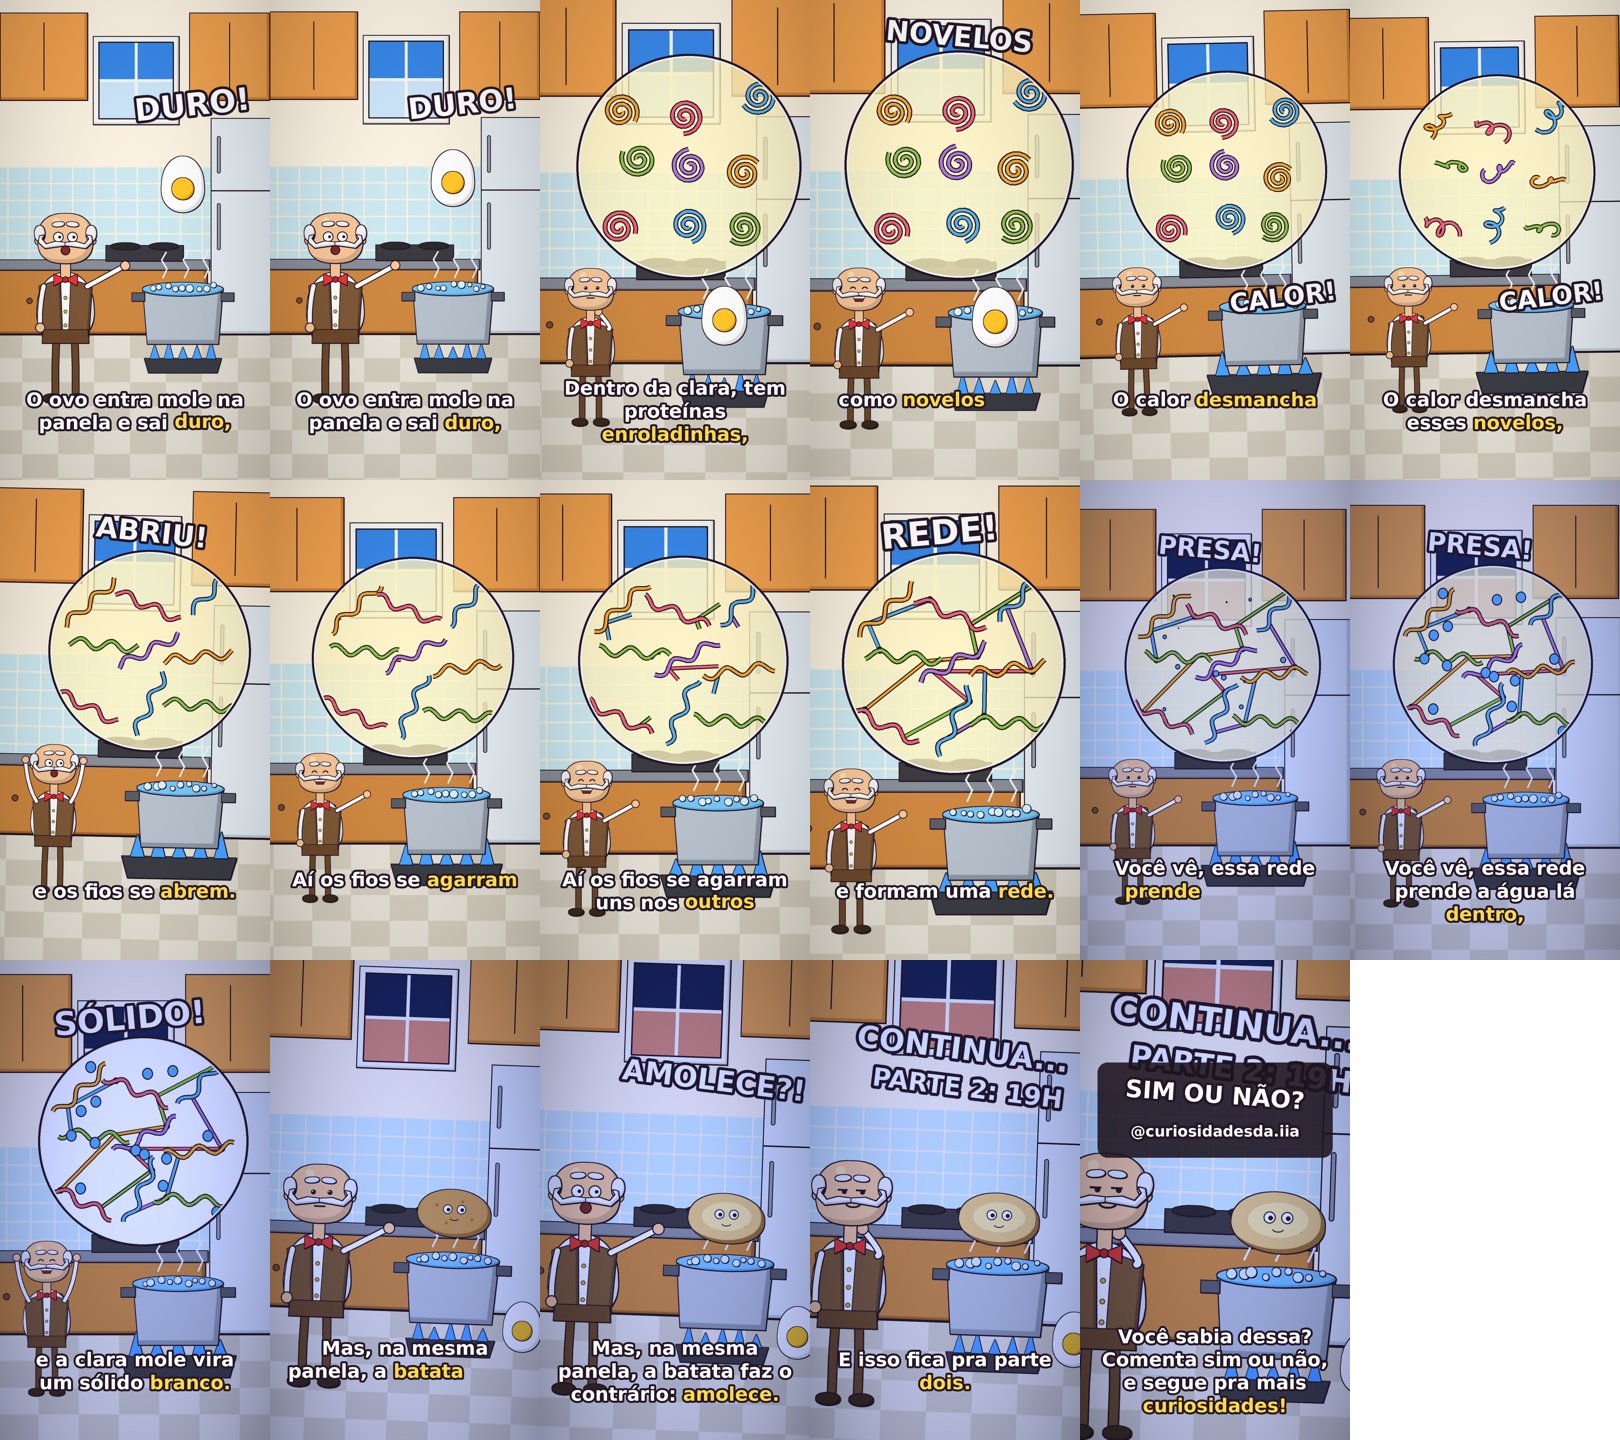 DURO!
O ovo entra mole na
panela e sai duro,
DURO!
O ovo entra mole na
panela e sai duro,
Dentro da clara, tem
proteínas
enroladinhas,
NOVELOS
como novelos
CALOR!
O calor desmancha
CALOR!
O calor desmancha
esses novelos,
ABRIU!
e os fios se abrem.
Aí os fios se agarram
Aí os fios se agarram
uns nos outros
REDE!
e formam uma rede.
PRESA!
Você vê, essa rede
prende
PRESA!
Você vê, essa rede
prende a água lá
dentro,
SÓLIDO!
e a clara mole vira
um sólido branco.
Mas, na mesma
panela, a batata
AMOLECE?!
Mas, na mesma
panela, a batata faz o
contrário: amolece.
CONTINUA...
PARTE 2: 19H
E isso fica pra parte
dois.
CONTINUA...
PARTE 2: 19H
SIM OU NÃO?
@curiosidadesda.iia
Você sabia dessa?
Comenta sim ou não,
e segue pra mais
curiosidades!